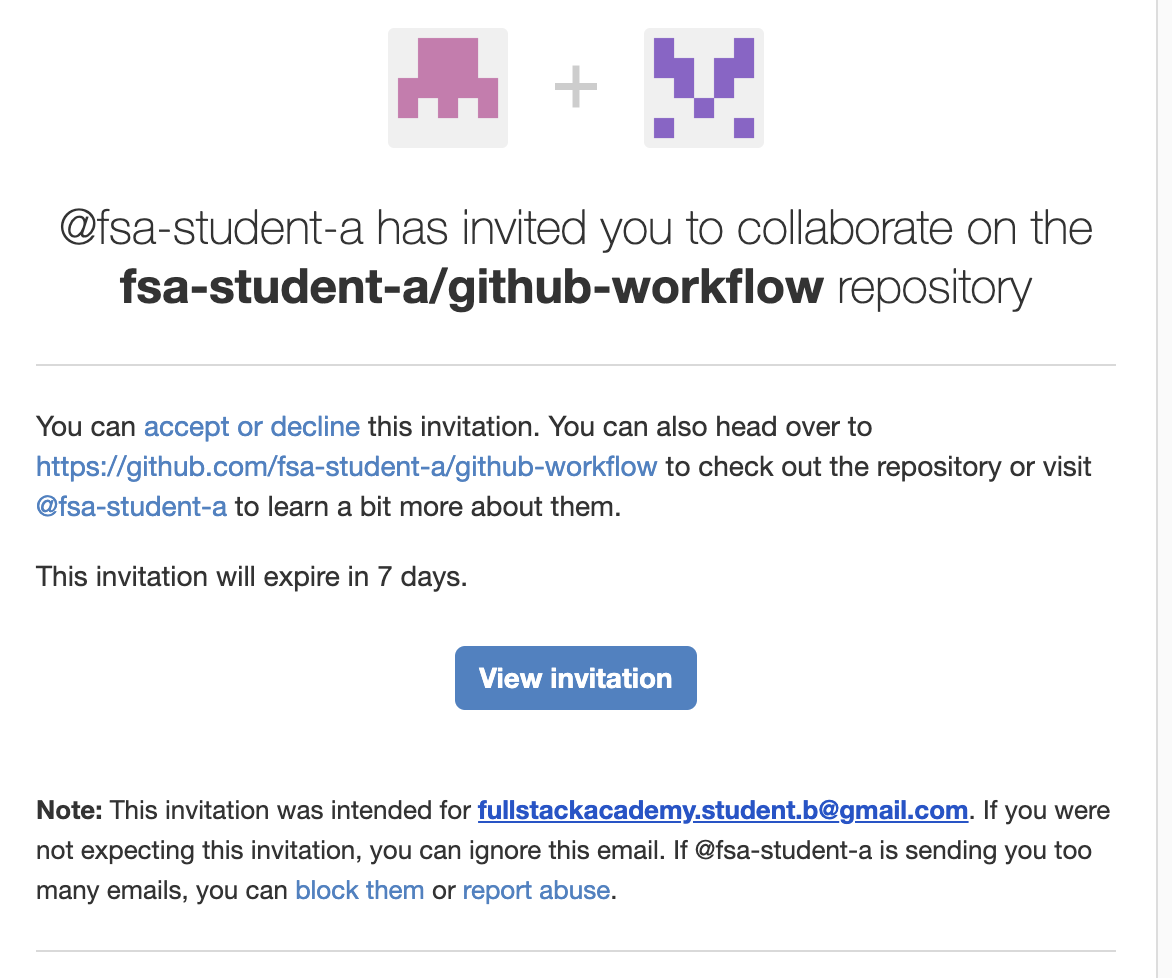 @fsa-student-a has invited you to collaborate on the
fsa-student-a/github-workflow repository
You can accept or decline this invitation. You can also head over to
https://github.com/fsa-student-a/github-workflow to check out the repository or visit
@fsa-student-a to learn a bit more about them.
This invitation will expire in 7 days.
View invitation
Note: This invitation was intended for fullstackacademy.student.b@gmail.com. If you were
not expecting this invitation, you can ignore this email. If @fsa-student-a is sending you too
many emails, you can block them or report abuse.